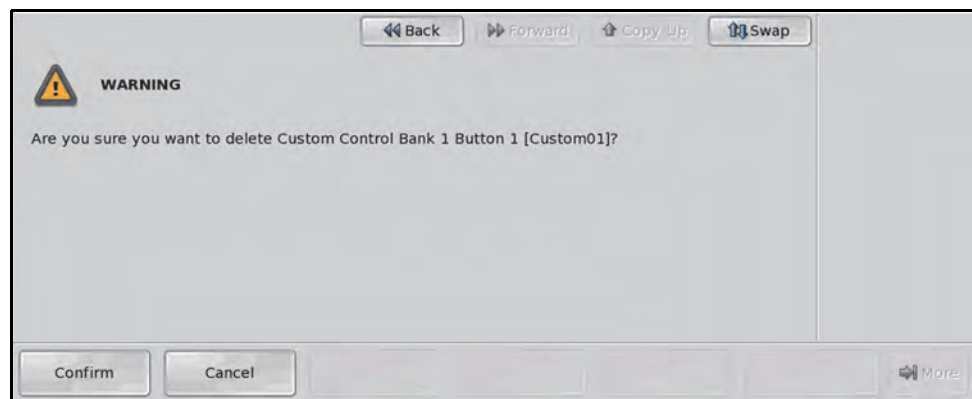 Back Forward Copy Up Swap
WARNING
Are you sure you want to delete Custom Control Bank 1 Button 1 [Custom01]?
Confirm Cancel More